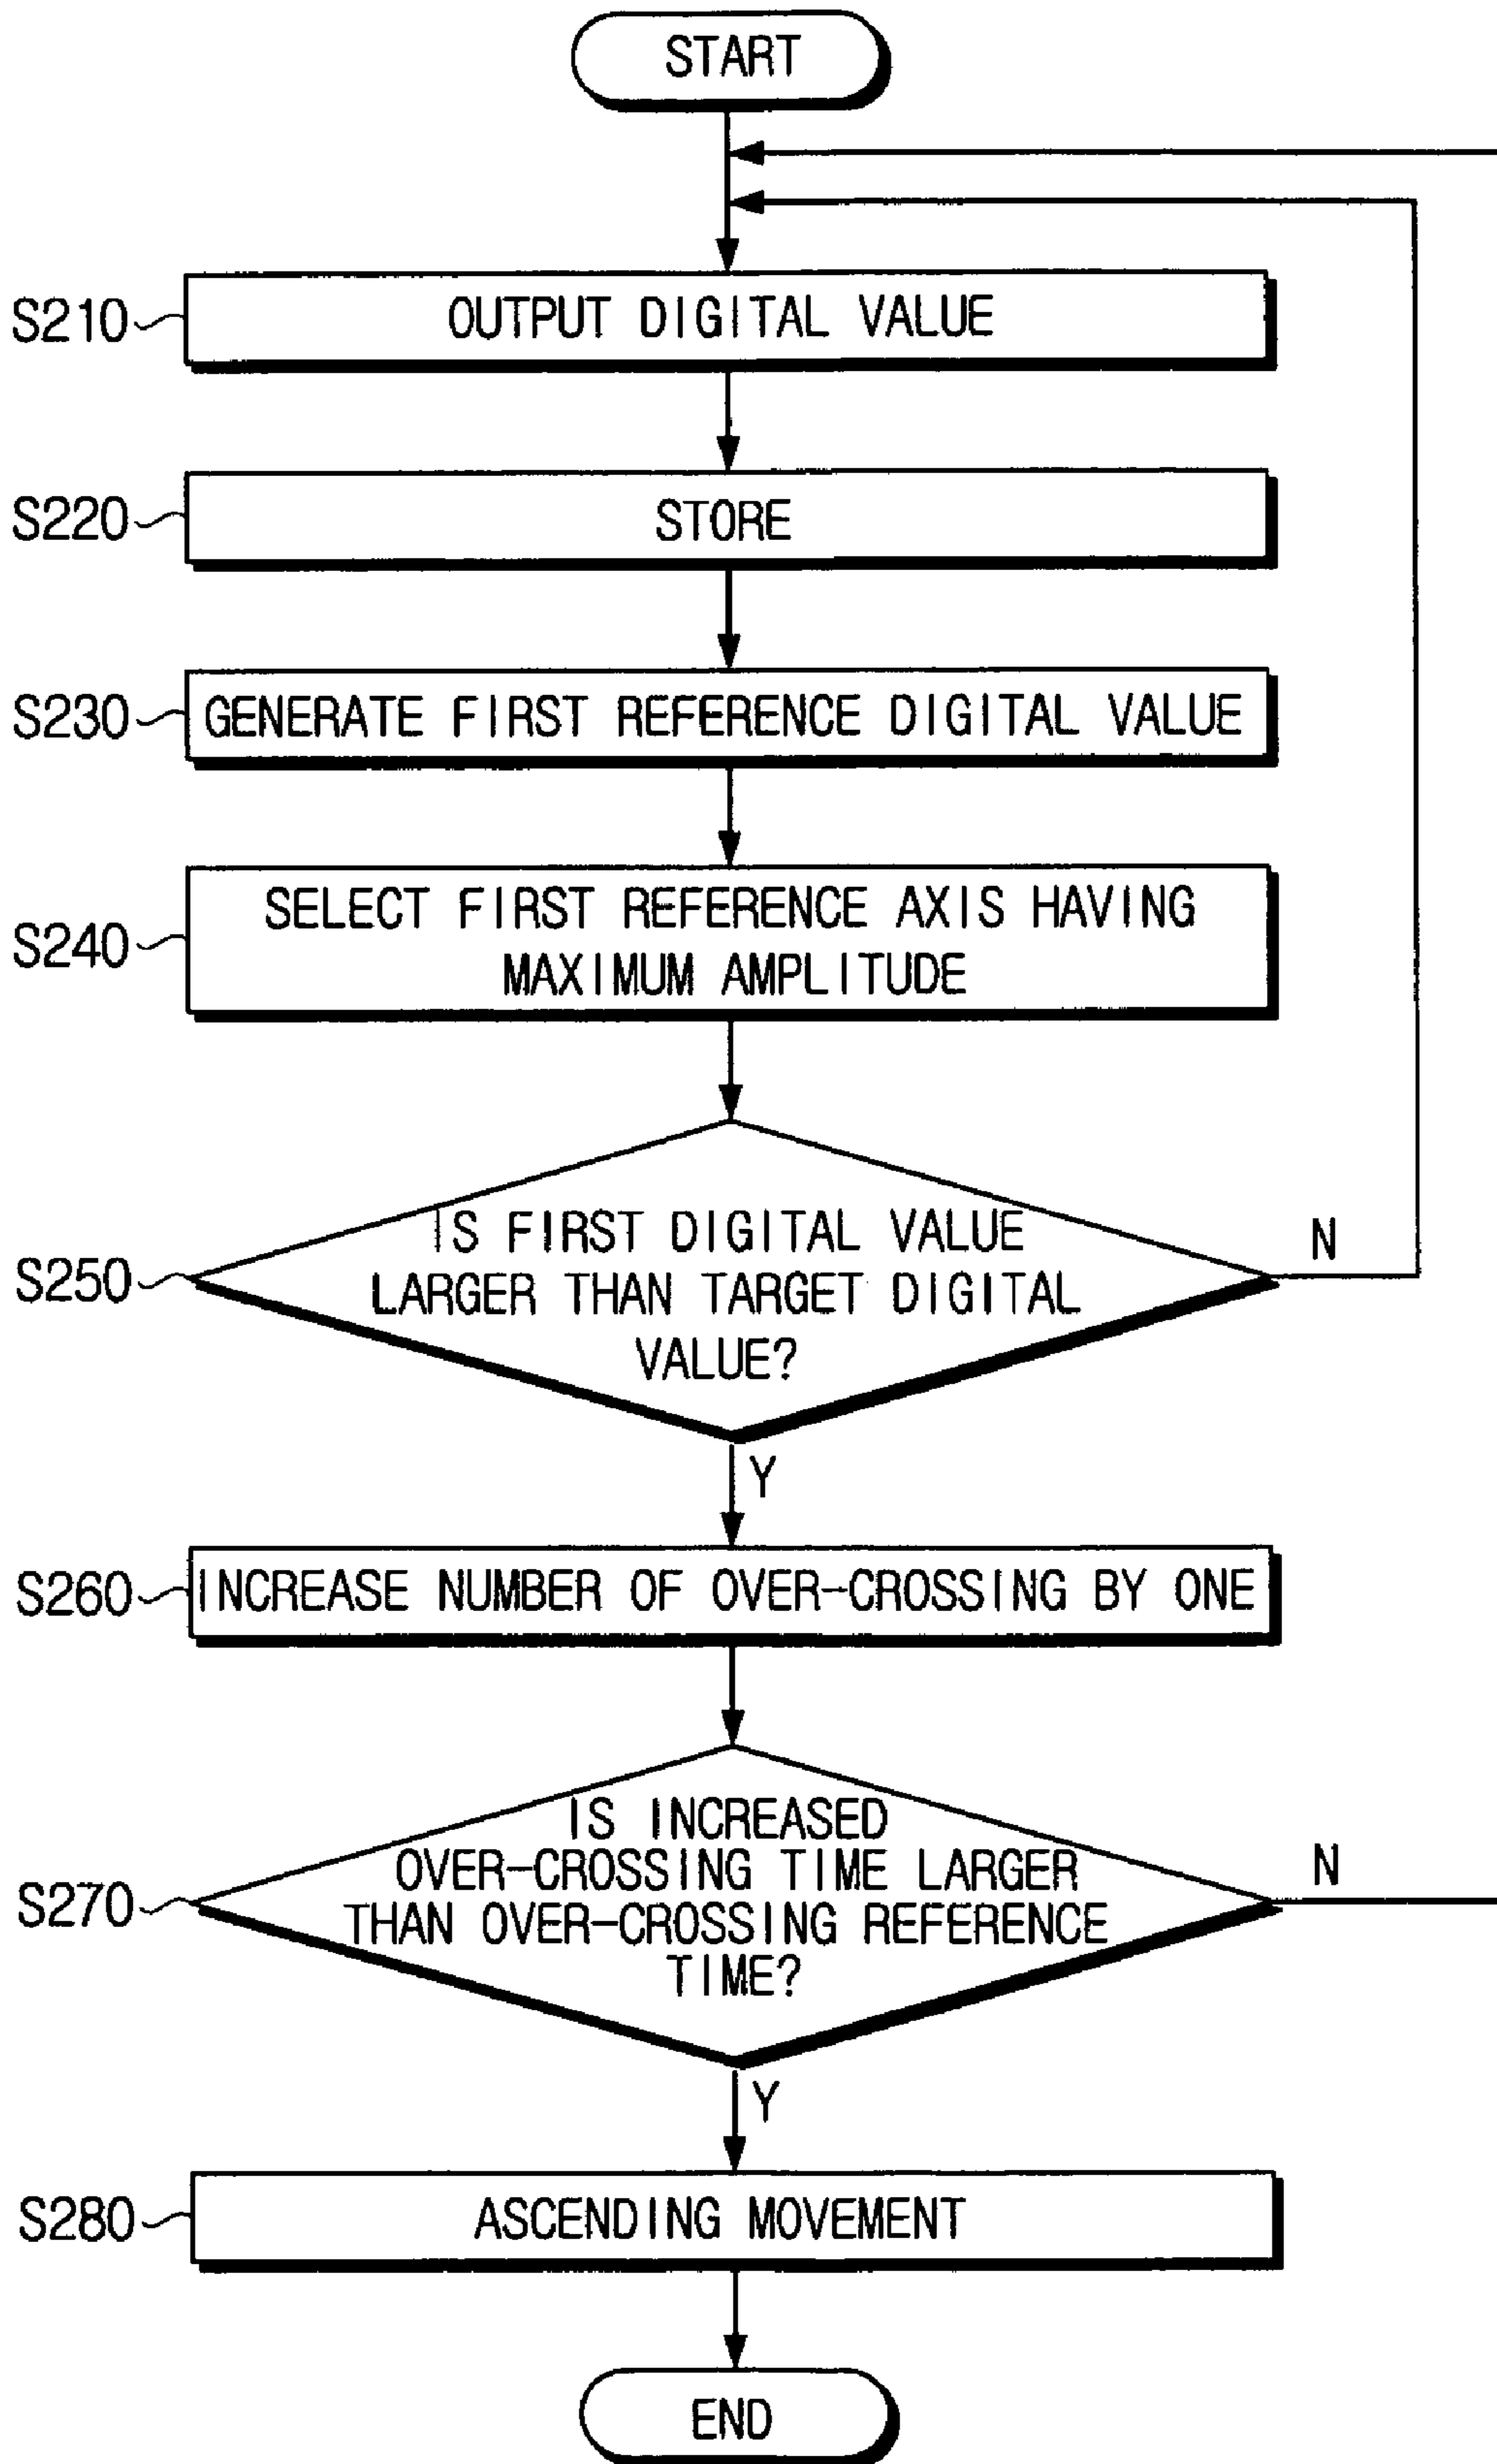 START
S210
OUTPUT DIGITAL VALUE
S220
STORE
S230
GENERATE FIRST REFERENCE DIGITAL VALUE
S240
SELECT FIRST REFERENCE AXIS HAVING
MAXIMUM AMPLITUDE
S250
IS FIRST DIGITAL VALUE
LARGER THAN TARGET DIGITAL
VALUE?
N
Y
S260
INCREASE NUMBER OF OVER-CROSSING BY ONE
S270
IS INCREASED
OVER-CROSSING TIME LARGER
THAN OVER-CROSSING REFERENCE
TIME?
N
Y
S280
ASCENDING MOVEMENT
END